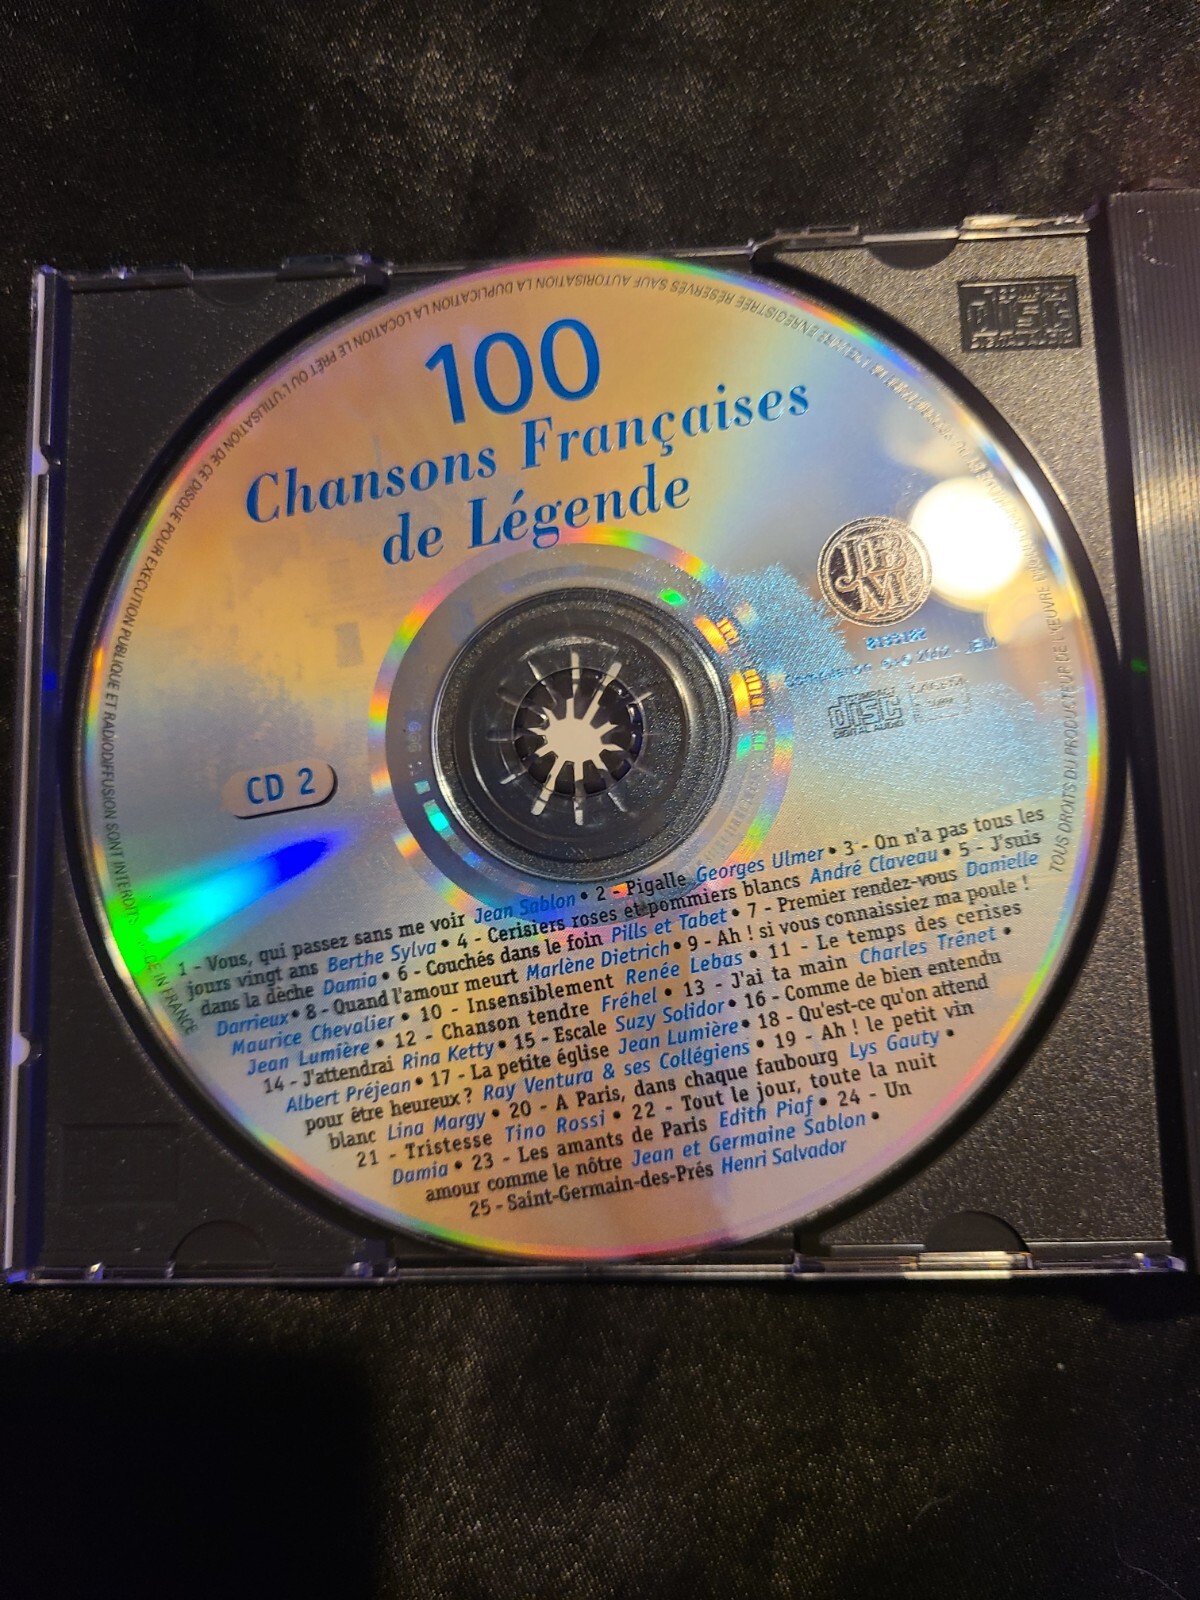 100
Chansons Françaises
de Légende
JBM
2002 - JBM
COMPACT
disc
DIGITAL AUDIO
CD 2
1 - Vous, qui passez sans me voir Jean Sablon • 2 - Pigalle Georges Ulmer • 3 - On n'a pas tous les
jours vingt ans Berthe Sylva • 4 - Cerisiers roses et pommiers blancs André Claveau • 5 - J'suis
dans la dèche Damia • 6 - Couchés dans le foin Pills et Tabet • 7 - Premier rendez-vous Danielle
Darrieux • 8 - Quand l'amour meurt Marlène Dietrich • 9 - Ah ! si vous connaissiez ma poule !
Maurice Chevalier • 10 - Insensiblement Renée Lebas • 11 - Le temps des cerises
Jean Lumière • 12 - Chanson tendre Fréhel • 13 - J'ai ta main Charles Trénet •
14 - J'attendrai Rina Ketty • 15 - Escale Suzy Solidor • 16 - Comme de bien entendu
Albert Préjean • 17 - La petite église Jean Lumière • 18 - Qu'est-ce qu'on attend
pour être heureux ? Ray Ventura & ses Collégiens • 19 - Ah ! le petit vin
blanc Lina Margy • 20 - A Paris, dans chaque faubourg Lys Gauty •
21 - Tristesse Tino Rossi • 22 - Tout le jour, toute la nuit
Damia • 23 - Les amants de Paris Edith Piaf • 24 - Un
amour comme le nôtre Jean et Germaine Sablon •
25 - Saint-Germain-des-Prés Henri Salvador
TOUS DROITS DU PRODUCTEUR DE L'ŒUVRE ENREGISTRÉE RÉSERVÉS SAUF AUTORISATION LA DUPLICATION LA LOCATION LE PRÊT OU L'UTILISATION DE CE DISQUE POUR EXECUTION PUBLIQUE ET RADIODIFFUSION SONT INTERDITS
DE IN FRANCE
disc
DIGITAL AUDIO